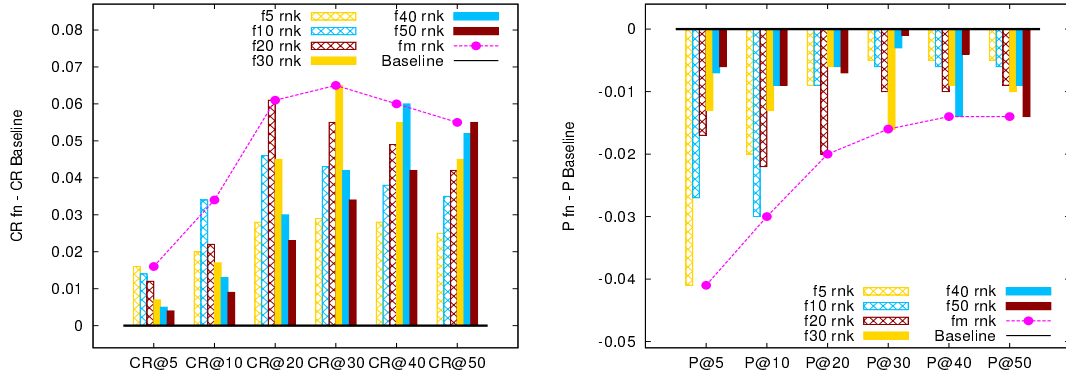 CR fn - CR Baseline
0.08
0.07
0.06
0.05
0.04
0.03
0.02
0.01
0
f5 rnk
f10 rnk
f20 rnk
f30 rnk
f40 rnk
f50 rnk
fm rnk
Baseline
CR@5 CR@10 CR@20 CR@30 CR@40 CR@50
P fn - P Baseline
0
-0.01
-0.02
-0.03
-0.04
-0.05
f5 rnk
f10 rnk
f20 rnk
f30 rnk
f40 rnk
f50 rnk
fm rnk
Baseline
P@5 P@10 P@20 P@30 P@40 P@50